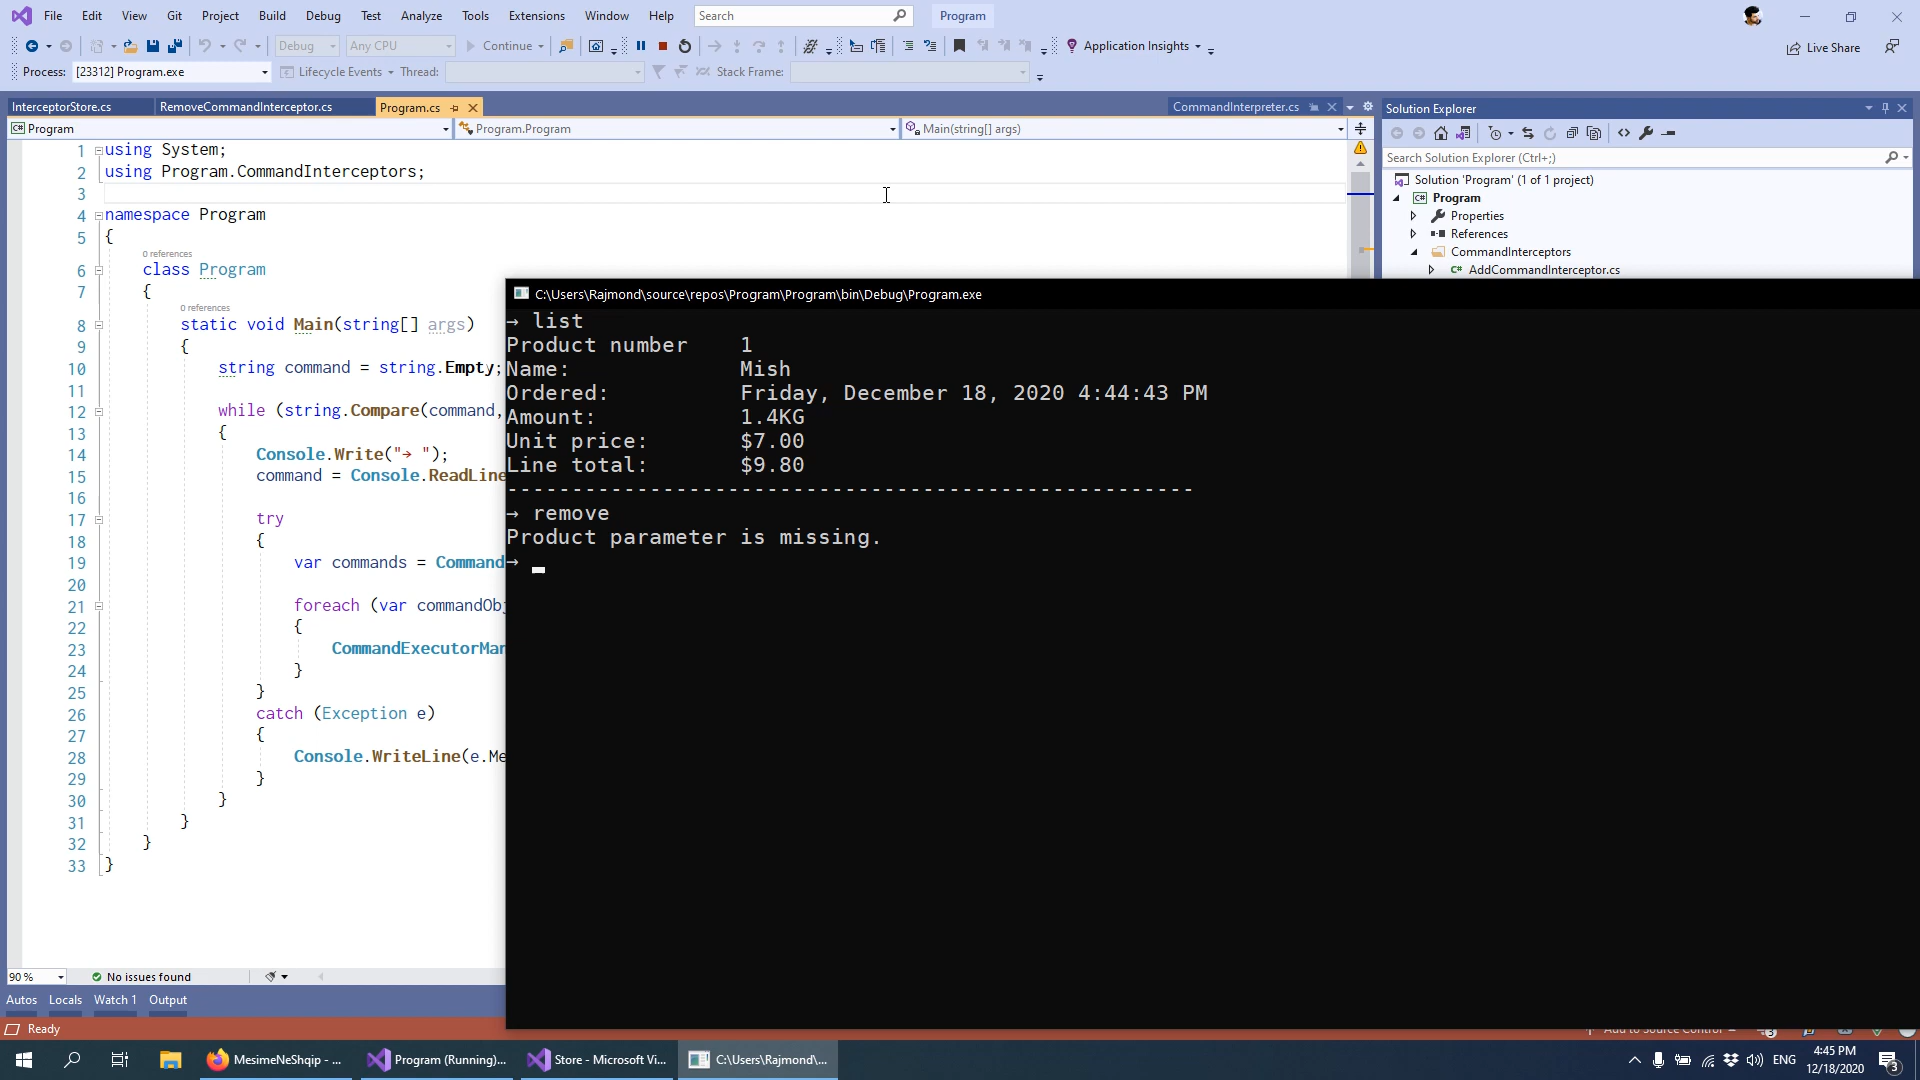 File Edit View Git Project Build Debug Test Analyze Tools Extensions Window Help Search Program
Debug Any CPU Continue Application Insights Live Share
Process: [23312] Program.exe Lifecycle Events Thread: Stack Frame:
InterceptorStore.cs RemoveCommandInterceptor.cs Program.cs CommandInterpreter.cs
C# Program Program.Program Main(string[] args)
1 using System;
2 using Program.CommandInterceptors;
3
4 namespace Program
5 {
0 references
6 class Program
7 {
0 references
8 static void Main(string[] args)
9 {
10 string command = string.Empty;
11
12 while (string.Compare(command,
13 {
14 Console.Write("→ ");
15 command = Console.ReadLine
16
17 try
18 {
19 var commands = Command
20
21 foreach (var commandObj
22 {
23 CommandExecutorMan
24 }
25 }
26 catch (Exception e)
27 {
28 Console.WriteLine(e.Me
29 }
30 }
31 }
32 }
33 }
90 % No issues found
Autos Locals Watch 1 Output
Ready
Solution Explorer
Search Solution Explorer (Ctrl+;)
Solution 'Program' (1 of 1 project)
C# Program
Properties
References
CommandInterceptors
C# AddCommandInterceptor.cs
C:\Users\Rajmond\source\repos\Program\Program\bin\Debug\Program.exe
→ list
Product number 1
Name: Mish
Ordered: Friday, December 18, 2020 4:44:43 PM
Amount: 1.4KG
Unit price: $7.00
Line total: $9.80
-----------------------------------------------------
→ remove
Product parameter is missing.
→
Add to Source Control
MesimeNeShqip - ... Program (Running)... Store - Microsoft Vi... C:\Users\Rajmond\...
ENG
4:45 PM
12/18/2020
3